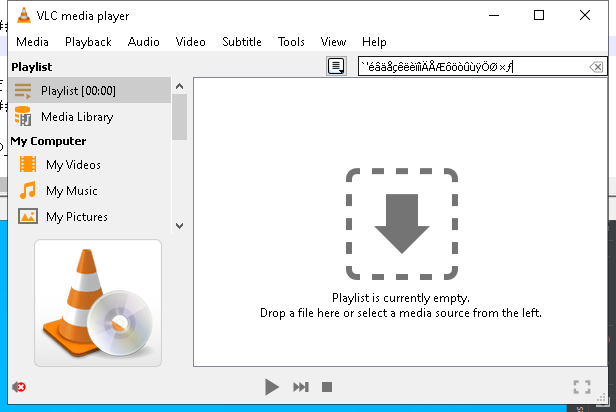 VLC media player
Media Playback Audio Video Subtitle Tools View Help
Playlist
`'éâäåçêëèïîìÄÅÆôöòûùÿÖØ×ƒ
Playlist [00:00]
Media Library
My Computer
My Videos
My Music
My Pictures
Playlist is currently empty.
Drop a file here or select a media source from the left.